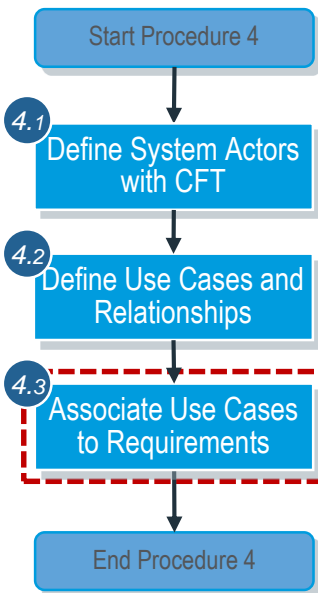 Start Procedure 4
4.1
Define System Actors
with CFT
4.2
Define Use Cases and
Relationships
4.3
Associate Use Cases
to Requirements
End Procedure 4